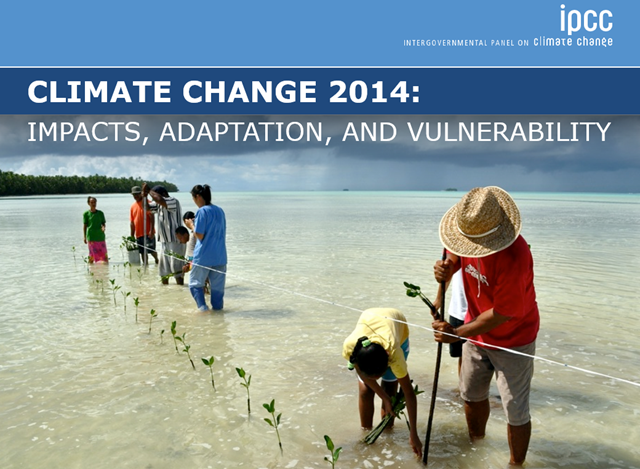 ipcc
INTERGOVERNMENTAL PANEL ON climate change
CLIMATE CHANGE 2014:
IMPACTS, ADAPTATION, AND VULNERABILITY